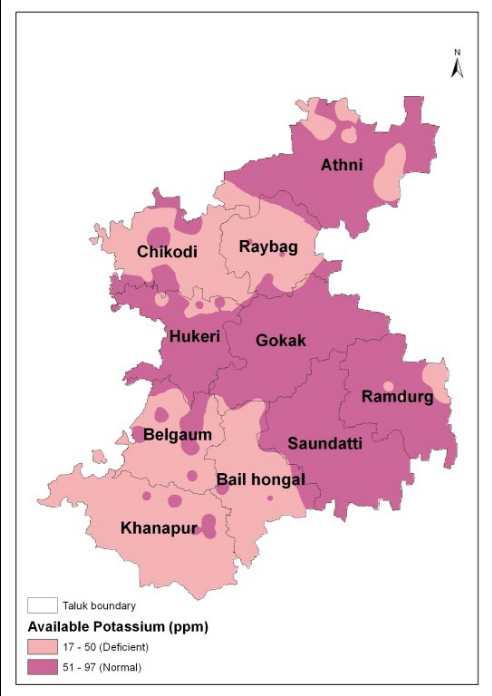 N
Athni
Chikodi
Raybag
Hukeri
Gokak
Ramdurg
Belgaum
Saundatti
Bail hongal
Khanapur
Taluk boundary
Available Potassium (ppm)
17 - 50 (Deficient)
51 - 97 (Normal)